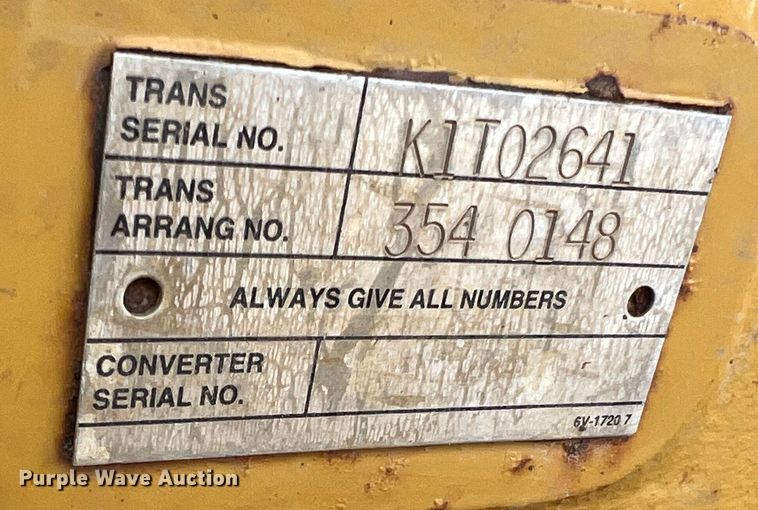 TRANS
SERIAL NO.
K1T02641
TRANS
ARRANG NO.
354 0148
ALWAYS GIVE ALL NUMBERS
CONVERTER
SERIAL NO.
6V-1720 7
Purple Wave Auction